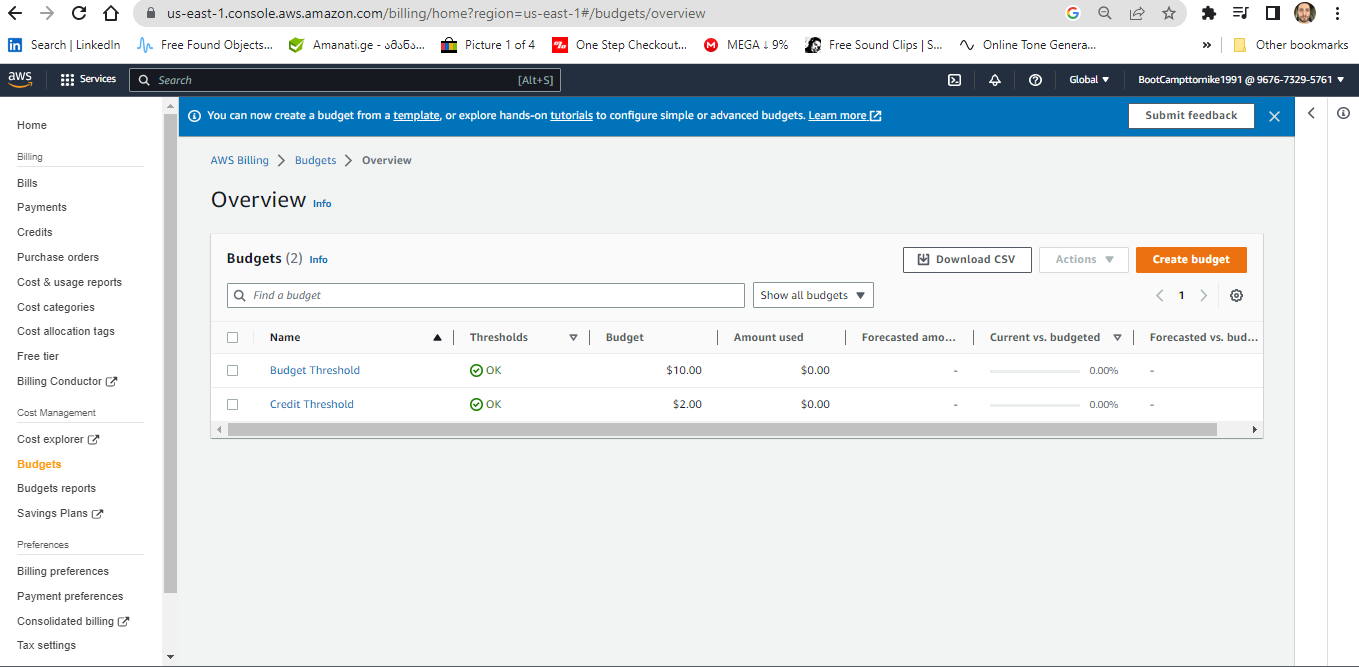 us-east-1.console.aws.amazon.com/billing/home?region=us-east-1#/budgets/overview
Search | LinkedIn
Free Found Objects...
Amanati.ge - ამანა...
Picture 1 of 4
One Step Checkout...
MEGA ↓ 9%
Free Sound Clips | S...
Online Tone Genera...
»
Other bookmarks
aws
Services
Search
[Alt+S]
Global
BootCampttornike1991 @ 9676-7329-5761
Home
Billing
Bills
Payments
Credits
Purchase orders
Cost & usage reports
Cost categories
Cost allocation tags
Free tier
Billing Conductor
Cost Management
Cost explorer
Budgets
Budgets reports
Savings Plans
Preferences
Billing preferences
Payment preferences
Consolidated billing
Tax settings
You can now create a budget from a template, or explore hands-on tutorials to configure simple or advanced budgets. Learn more
Submit feedback
AWS Billing > Budgets > Overview
Overview Info
Budgets (2) Info
Download CSV
Actions
Create budget
Find a budget
Show all budgets
1
Name Thresholds Budget Amount used Forecasted amo... Current vs. budgeted Forecasted vs. bud...
Budget Threshold OK $10.00 $0.00 - 0.00% -
Credit Threshold OK $2.00 $0.00 - 0.00% -